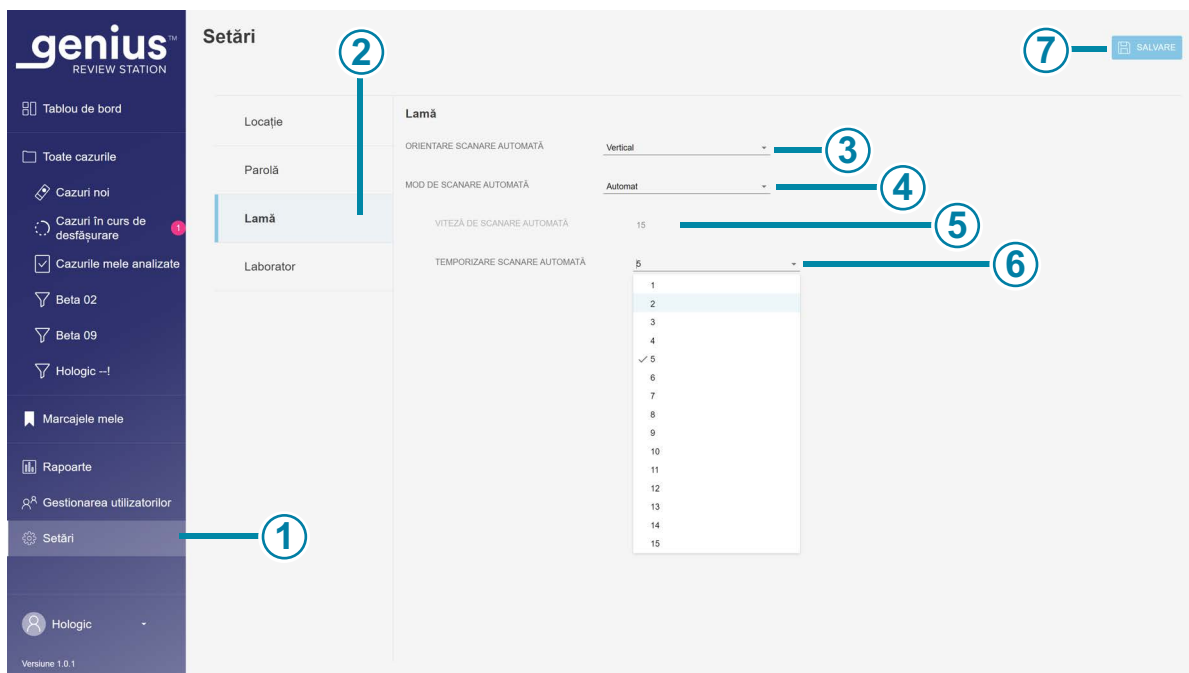 genius™
REVIEW STATION
Tablou de bord
Toate cazurile
Cazuri noi
Cazuri în curs de
desfășurare
1
Cazurile mele analizate
Beta 02
Beta 09
Hologic --!
Marcajele mele
Rapoarte
Gestionarea utilizatorilor
Setări
Hologic
Versiune 1.0.1
Setări
2
7
SALVARE
Locație
Parolă
Lamă
Laborator
Lamă
ORIENTARE SCANARE AUTOMATĂ
Vertical
3
MOD DE SCANARE AUTOMATĂ
Automat
4
VITEZĂ DE SCANARE AUTOMATĂ
15
5
TEMPORIZARE SCANARE AUTOMATĂ
5
6
1
2
3
4
5
6
7
8
9
10
11
12
13
14
15
1